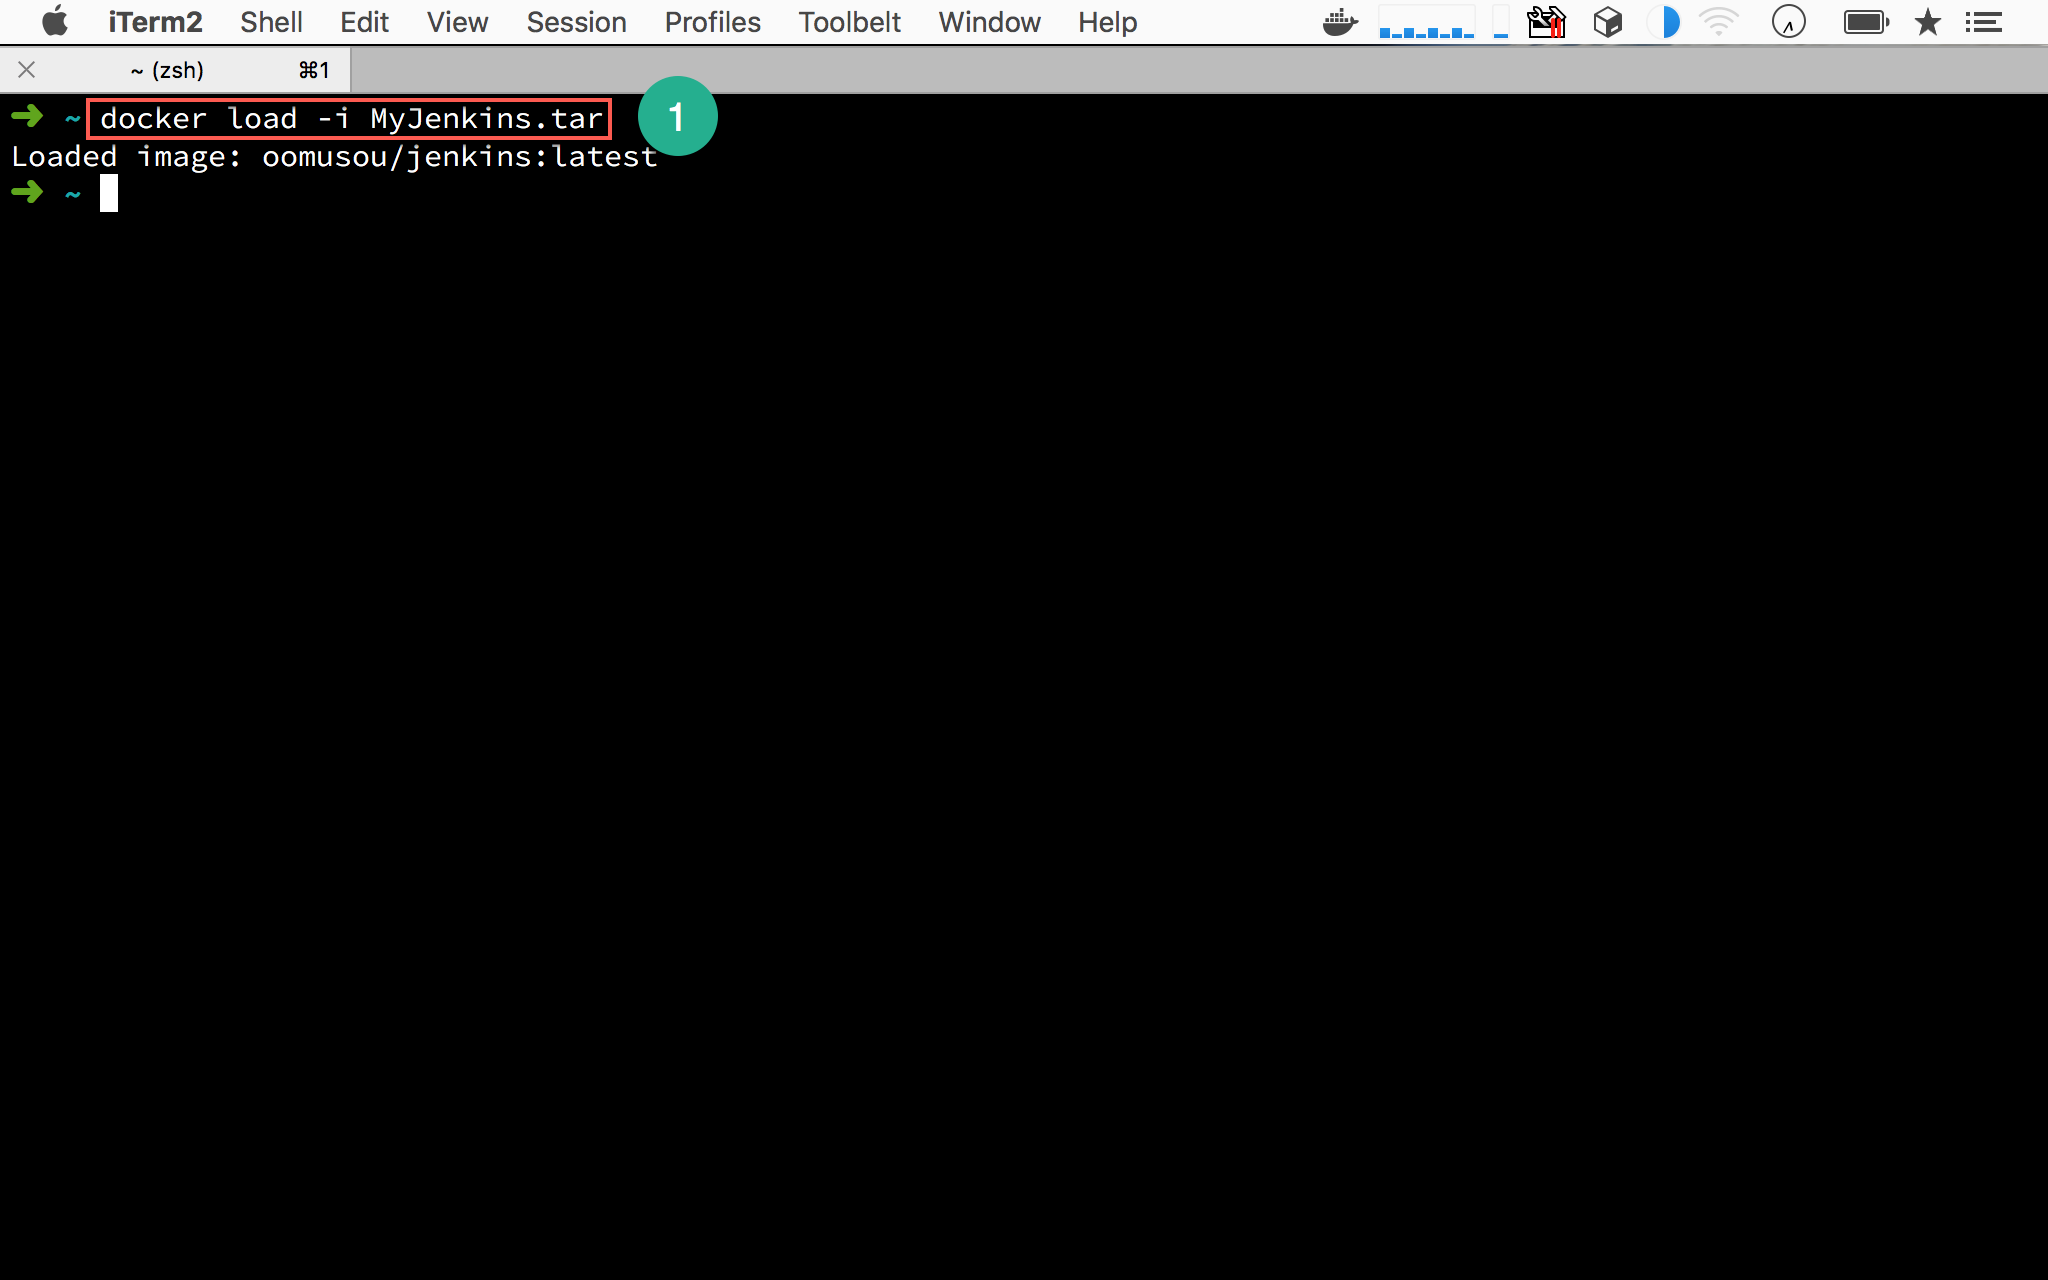 iTerm2 Shell Edit View Session Profiles Toolbelt Window Help
~ (zsh) ⌘1
➜ ~ docker load -i MyJenkins.tar 1
Loaded image: oomusou/jenkins:latest
➜ ~